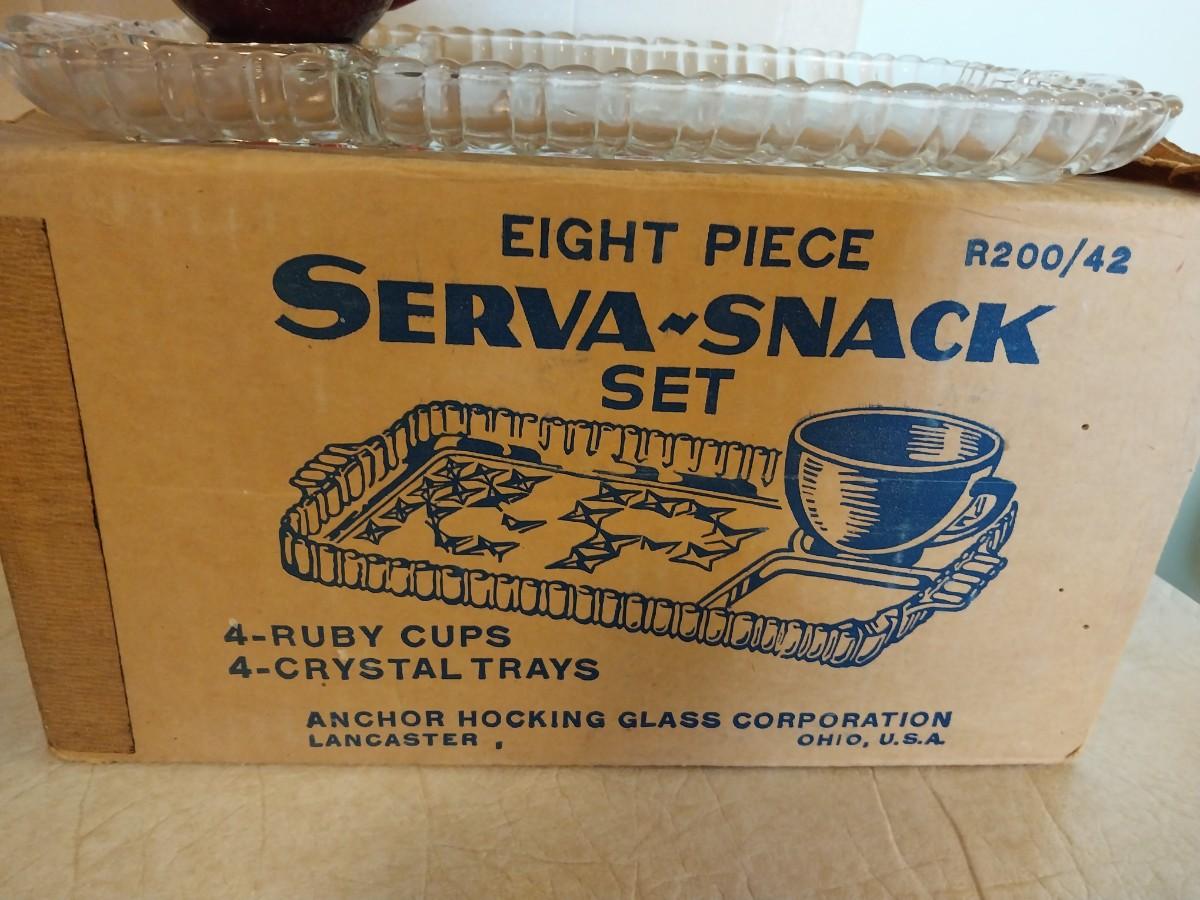 EIGHT PIECE R200/42
SERVA~SNACK
SET
4-RUBY CUPS
4-CRYSTAL TRAYS
ANCHOR HOCKING GLASS CORPORATION
LANCASTER , OHIO, U.S.A.